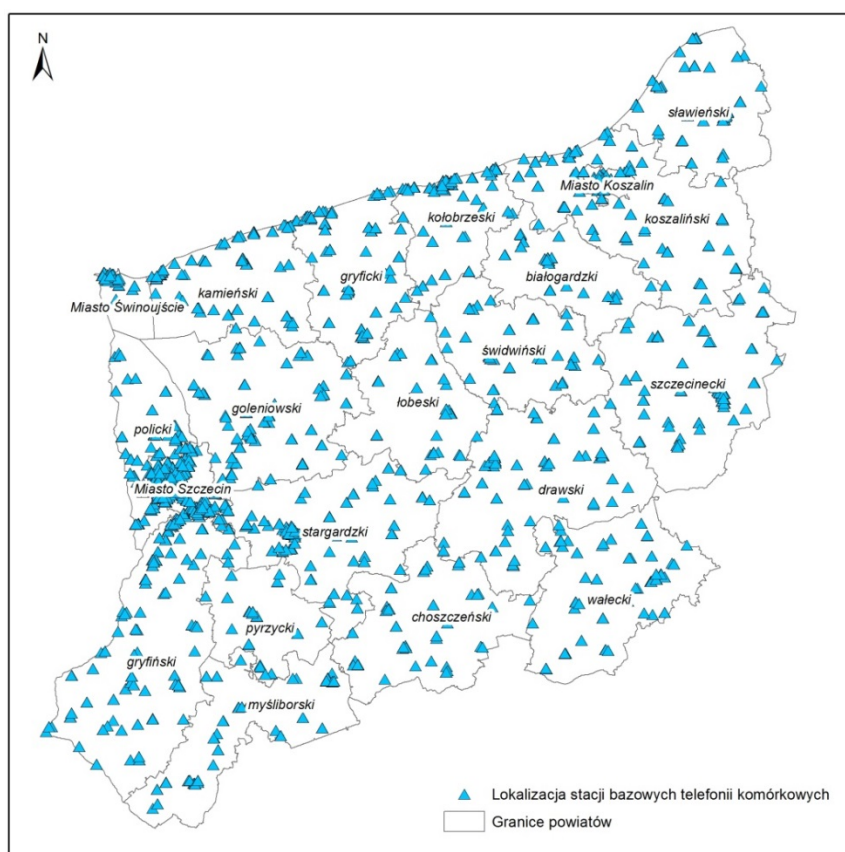 N
sławieński
Miasto Koszalin
koszaliński
kołobrzeski
białogardzki
gryficki
kamieński
Miasto Świnoujście
świdwiński
szczecinecki
łobeski
goleniowski
policki
Miasto Szczecin
drawski
stargardzki
wałecki
choszczeński
pyrzycki
gryfiński
myśliborski
Lokalizacja stacji bazowych telefonii komórkowych
Granice powiatów